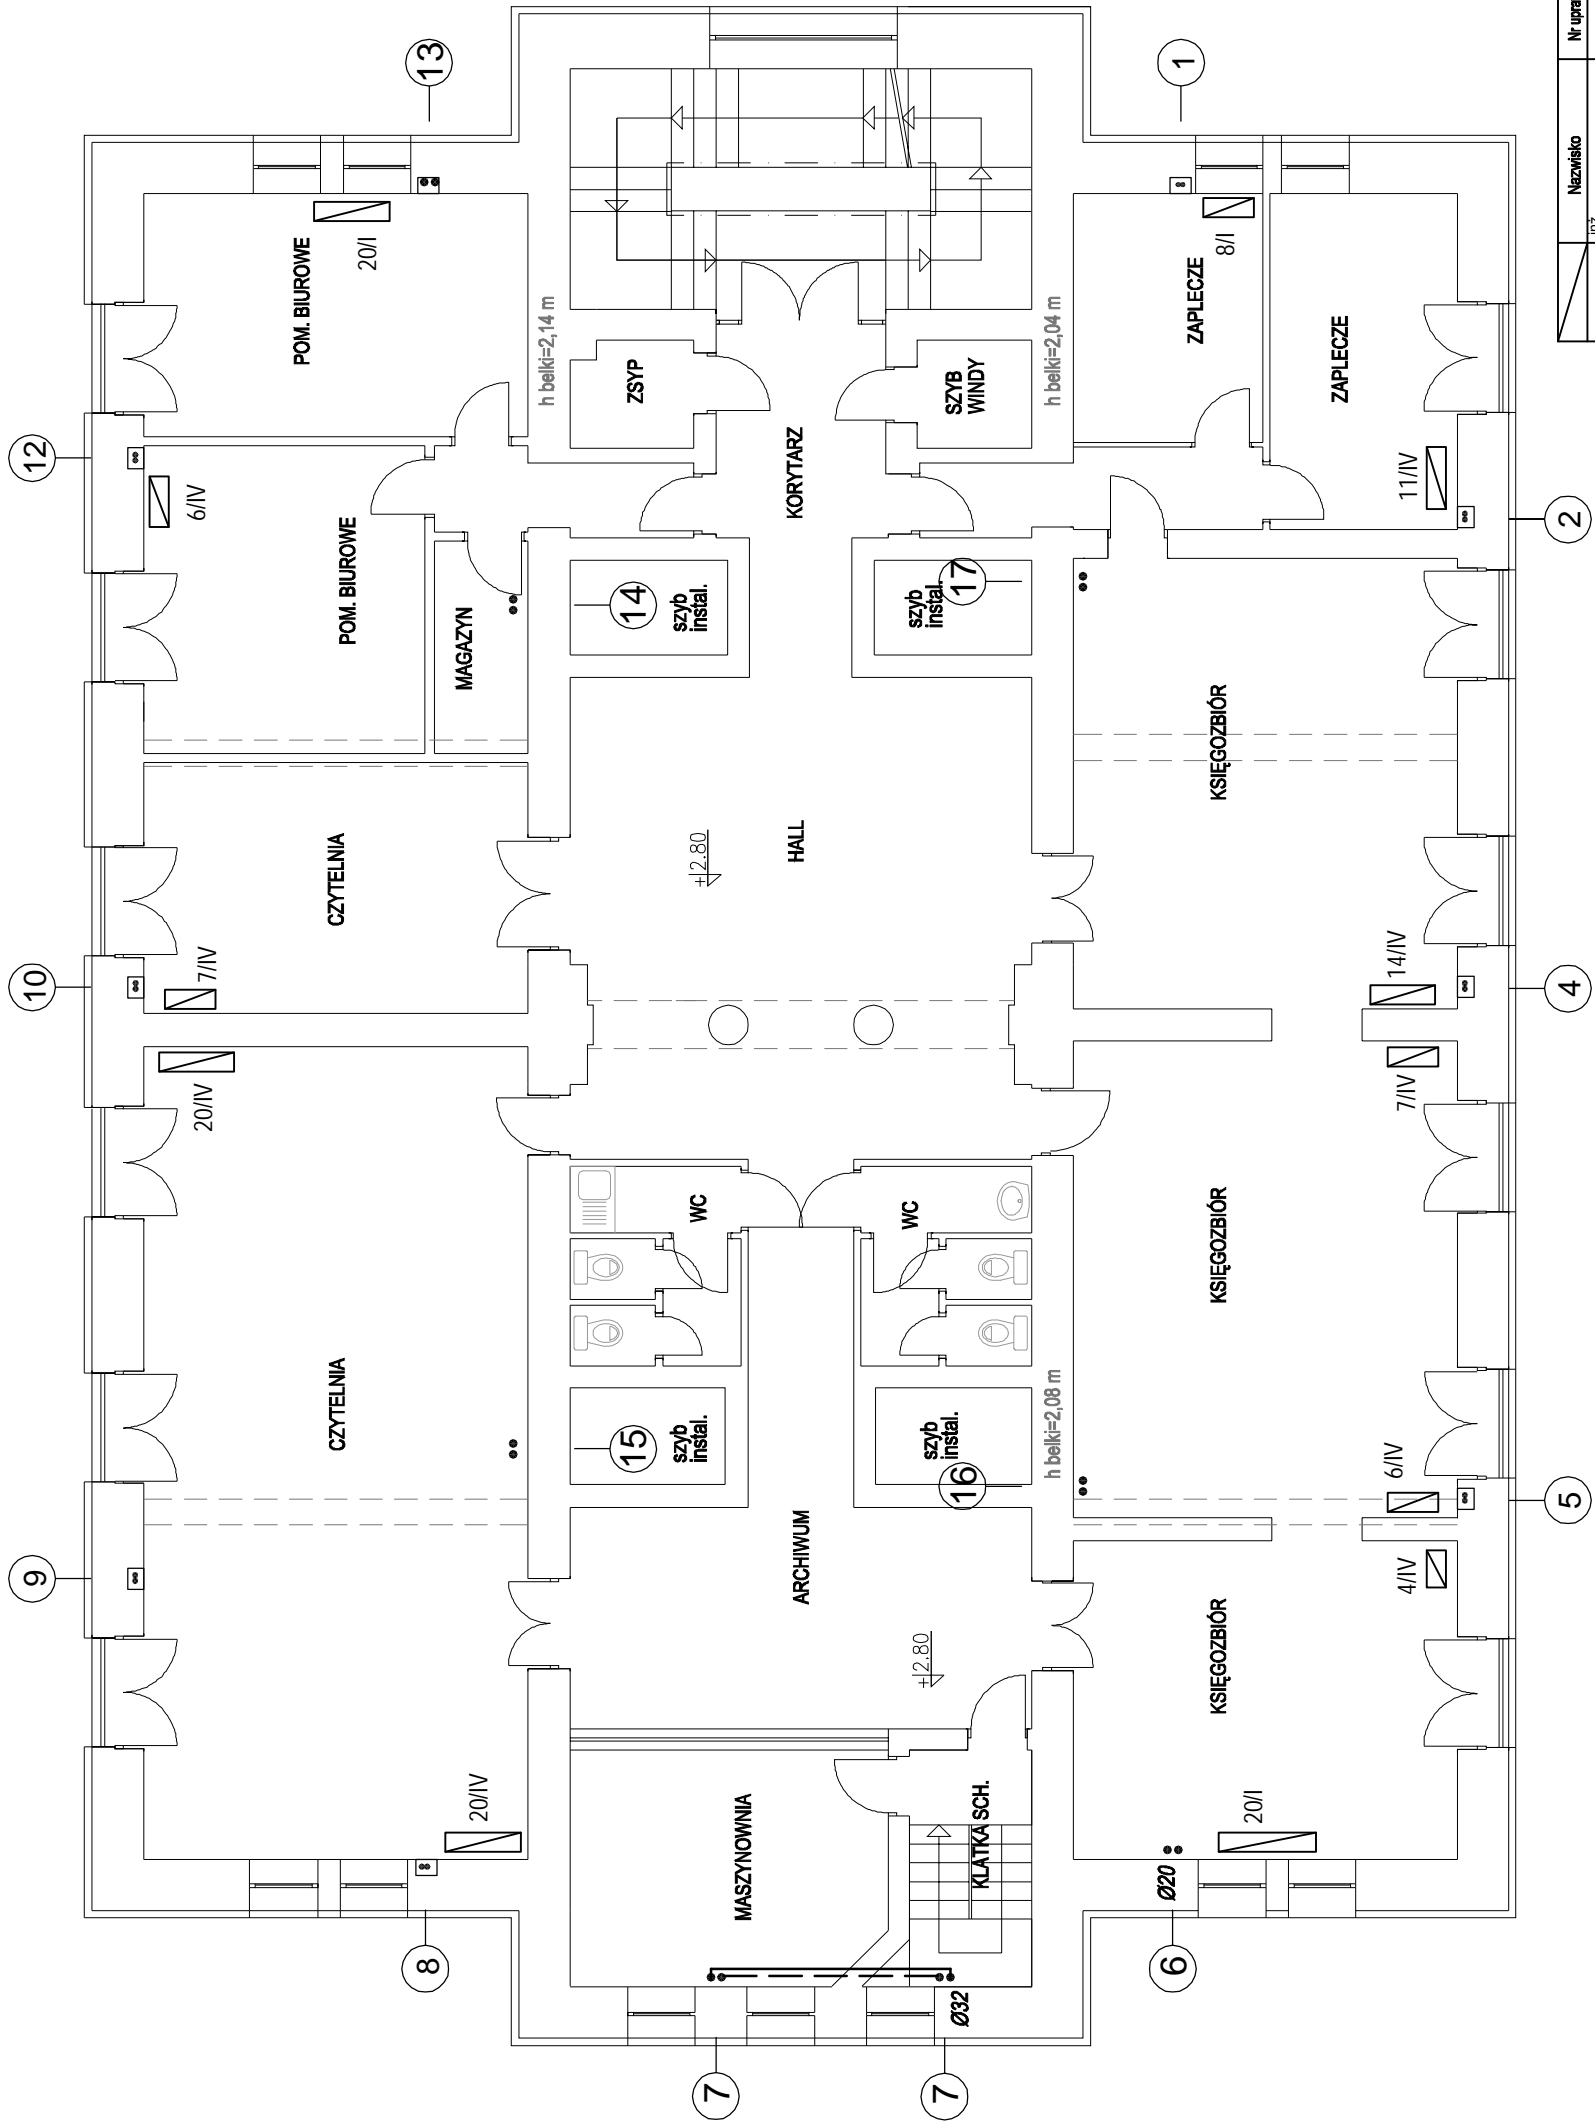 13
1
12
2
10
4
9
5
8
6
7
7
14
17
15
16
POM. BIUROWE
20/I
POM. BIUROWE
6/IV
MAGAZYN
h belki=2,14 m
ZSYP
KORYTARZ
SZYB
WINDY
h belki=2,04 m
ZAPLECZE
8/I
ZAPLECZE
11/IV
szyb
instal.
szyb
instal.
CZYTELNIA
7/IV
HALL
+2.80
KSIĘGOZBIÓR
14/IV
20/IV
CZYTELNIA
20/IV
WC
WC
KSIĘGOZBIÓR
7/IV
6/IV
szyb
instal.
szyb
instal.
h belki=2,08 m
ARCHIWUM
+2.80
KSIĘGOZBIÓR
4/IV
20/I
MASZYNOWNIA
KLATKA SCH.
Ø20
Ø32
Nazwisko
Nr upra
inż